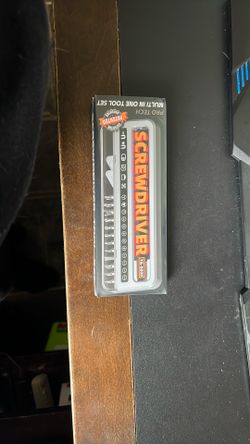 PRO TECH
MULTI IN ONE TOOL SET
SCREWDRIVER